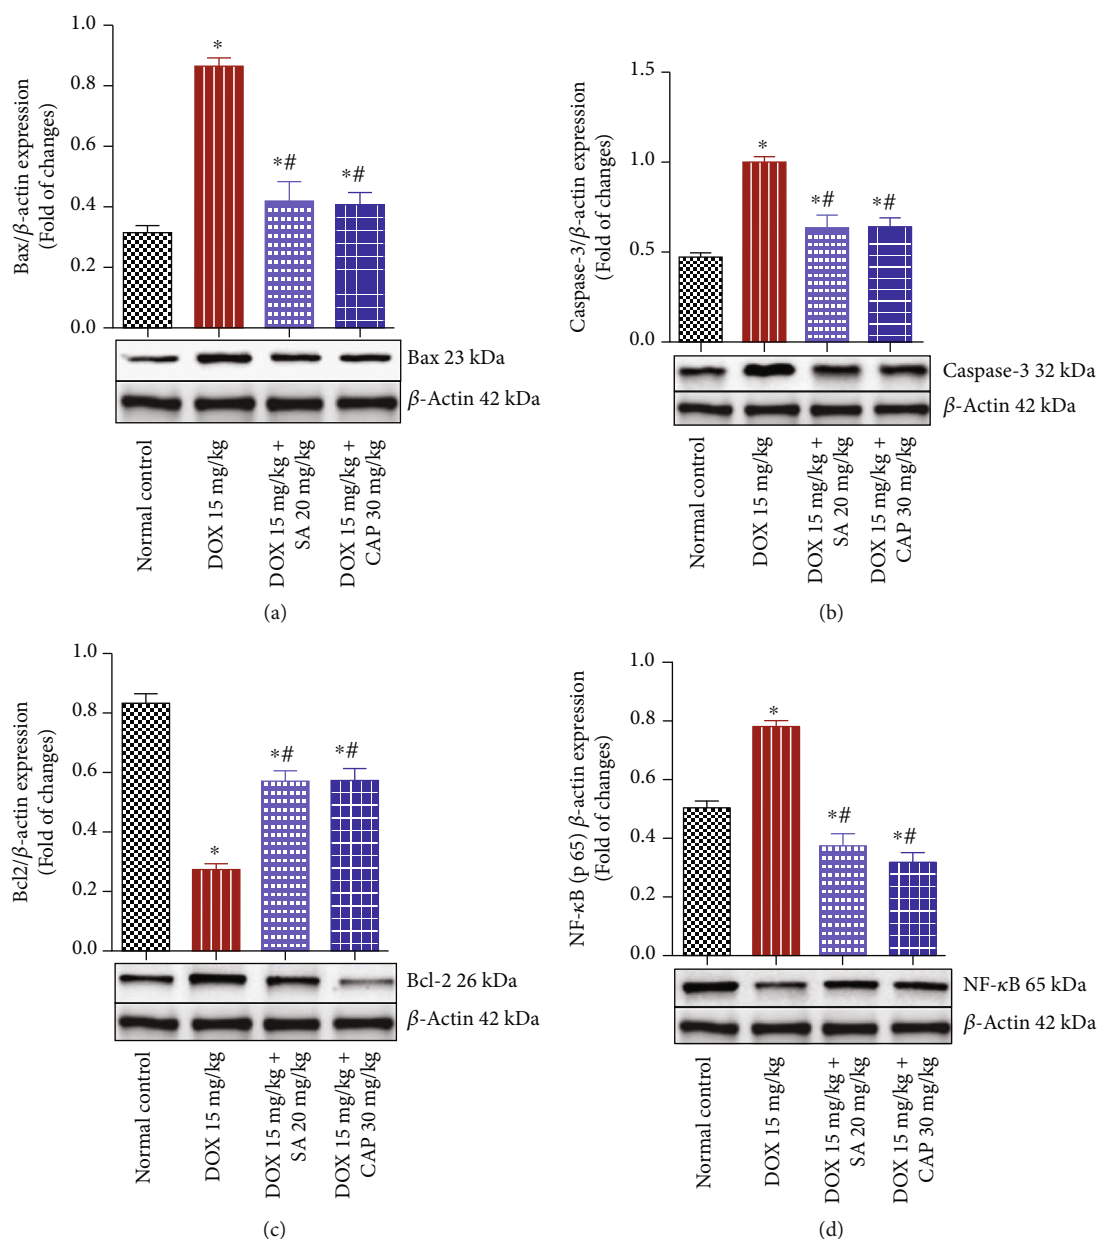 Bax/β-actin expression
(Fold of changes)
1.0
0.8
0.6
0.4
0.2
0.0
*
*#
*#
Bax 23 kDa
β-Actin 42 kDa
Normal control
DOX 15 mg/kg
DOX 15 mg/kg +
SA 20 mg/kg
DOX 15 mg/kg +
CAP 30 mg/kg
(a)
Caspase-3/β-actin expression
(Fold of changes)
1.5
1.0
0.5
0.0
*
*#
*#
Caspase-3 32 kDa
β-Actin 42 kDa
Normal control
DOX 15 mg/kg
DOX 15 mg/kg +
SA 20 mg/kg
DOX 15 mg/kg +
CAP 30 mg/kg
(b)
Bcl2/β-actin expression
(Fold of changes)
1.0
0.8
0.6
0.4
0.2
0.0
*
*#
*#
Bcl-2 26 kDa
β-Actin 42 kDa
Normal control
DOX 15 mg/kg
DOX 15 mg/kg +
SA 20 mg/kg
DOX 15 mg/kg +
CAP 30 mg/kg
(c)
NF-κB (p 65) β-actin expression
(Fold of changes)
1.0
0.8
0.6
0.4
0.2
0.0
*
*#
*#
NF-κB 65 kDa
β-Actin 42 kDa
Normal control
DOX 15 mg/kg
DOX 15 mg/kg +
SA 20 mg/kg
DOX 15 mg/kg +
CAP 30 mg/kg
(d)